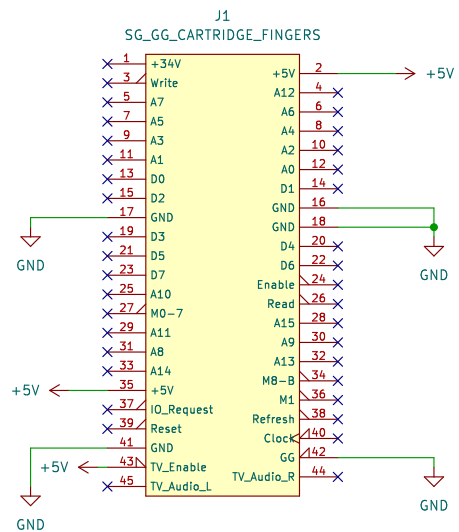 J1
SG_GG_CARTRIDGE_FINGERS
1 +34V
+5V 2 +5V
3 Write
A12 4
5 A7
A6 6
7 A5
A4 8
9 A3
A2 10
11 A1
A0 12
13 D0
D1 14
15 D2
GND 16
17 GND
GND 18
19 D3
D4 20
GND
GND
21 D5
D6 22
23 D7
Enable 24
25 A10
Read 26
27 M0-7
A15 28
29 A11
A9 30
31 A8
A13 32
33 A14
M8-B 34
+5V 35 +5V
M1 36
37 IO_Request
Refresh 38
39 Reset
Clock 40
41 GND
GG 42
+5V 43 TV_Enable
TV_Audio_R 44
45 TV_Audio_L
GND
GND